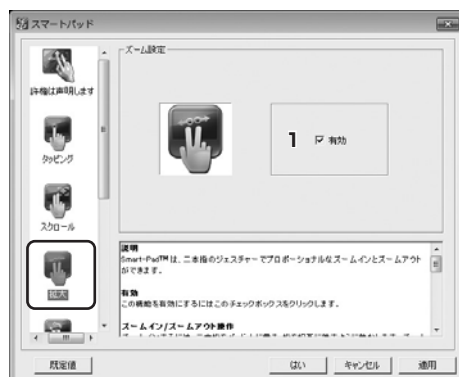 スマートパッド
許権は声明します
タッピング
スクロール
拡大
ズーム設定
1 有効
説明
Smart-Pad™は、二本指のジェスチャーでプロポーショナルなズームインとズームアウト
ができます。
有効
この機能を有効にするにはこのチェックボックスをクリックします。
ズームイン/ズームアウト操作
既定値
はい
キャンセル
適用